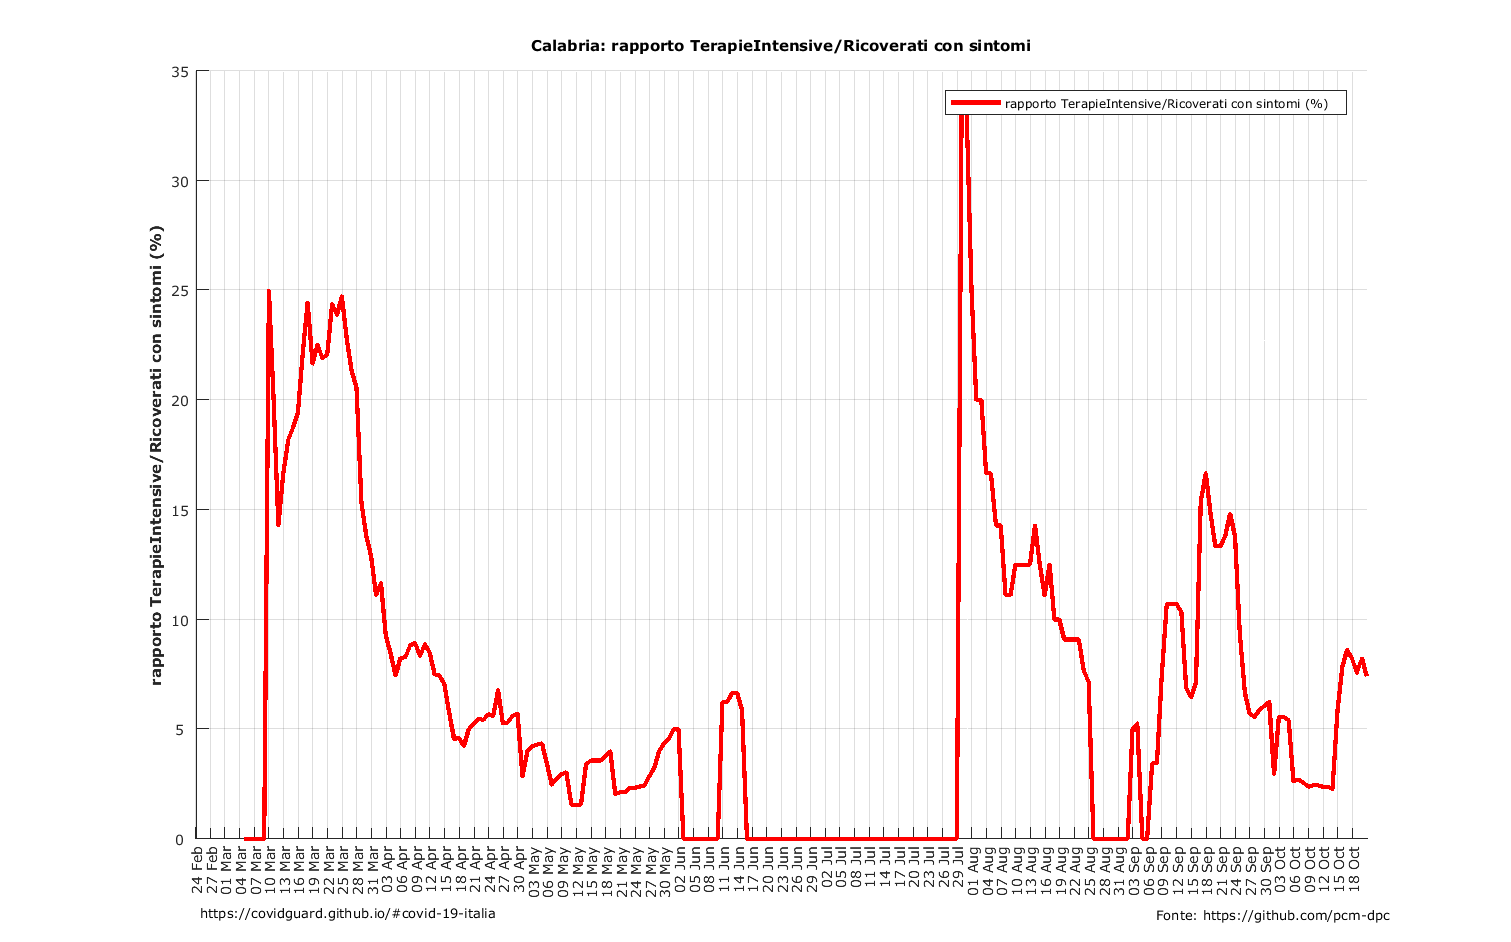 Calabria: rapporto TerapieIntensive/Ricoverati con sintomi
rapporto TerapieIntensive/Ricoverati con sintomi (%)
rapporto TerapieIntensive/Ricoverati con sintomi (%)
35
30
25
20
15
10
5
0
24 Feb
27 Feb
01 Mar
04 Mar
07 Mar
10 Mar
13 Mar
16 Mar
19 Mar
22 Mar
25 Mar
28 Mar
31 Mar
03 Apr
06 Apr
09 Apr
12 Apr
15 Apr
18 Apr
21 Apr
24 Apr
27 Apr
30 Apr
03 May
06 May
09 May
12 May
15 May
18 May
21 May
24 May
27 May
30 May
02 Jun
05 Jun
08 Jun
11 Jun
14 Jun
17 Jun
20 Jun
23 Jun
26 Jun
29 Jun
02 Jul
05 Jul
08 Jul
11 Jul
14 Jul
17 Jul
20 Jul
23 Jul
26 Jul
29 Jul
01 Aug
04 Aug
07 Aug
10 Aug
13 Aug
16 Aug
19 Aug
22 Aug
25 Aug
28 Aug
31 Aug
03 Sep
06 Sep
09 Sep
12 Sep
15 Sep
18 Sep
21 Sep
24 Sep
27 Sep
30 Sep
03 Oct
06 Oct
09 Oct
12 Oct
15 Oct
18 Oct
https://covidguard.github.io/#covid-19-italia
Fonte: https://github.com/pcm-dpc